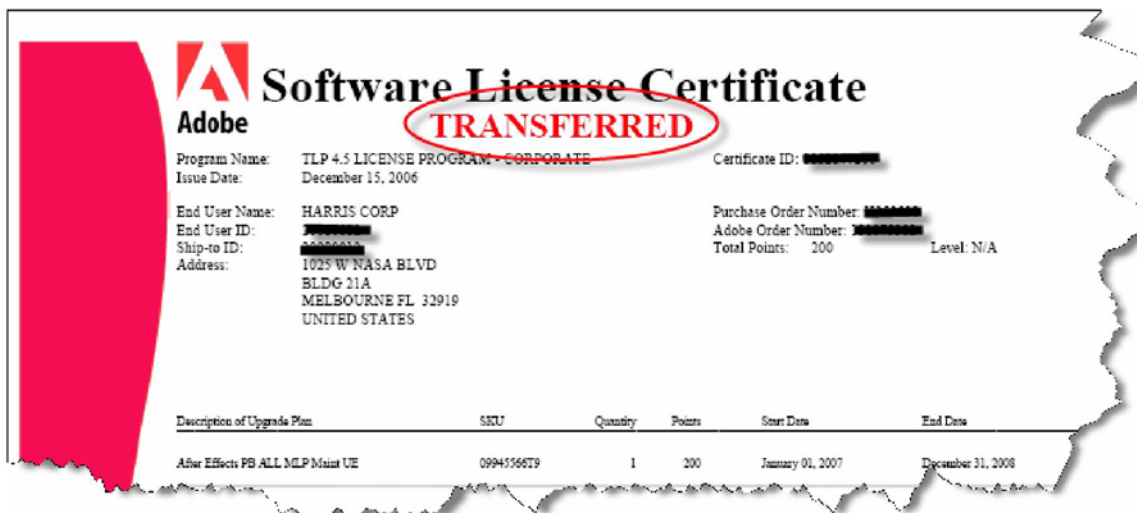 Adobe
Software License Certificate
TRANSFERRED
Program Name: TLP 4.5 LICENSE PROGRAM - CORPORATE
Certificate ID:
Issue Date: December 15, 2006
End User Name: HARRIS CORP
Purchase Order Number:
End User ID:
Adobe Order Number:
Ship-to ID:
Total Points: 200 Level: N/A
Address: 1025 W NASA BLVD
BLDG 21A
MELBOURNE FL 32919
UNITED STATES
Description of Upgrade Plan SKU Quantity Points Start Date End Date
After Effects PB ALL MLP Maint UE 09945566T9 1 200 January 01, 2007 December 31, 2008